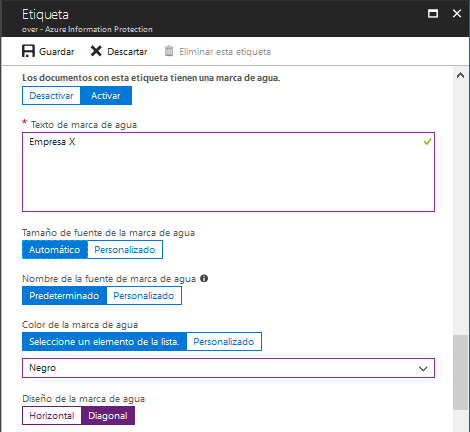 Etiqueta
over - Azure Information Protection
Guardar Descartar Eliminar esta etiqueta
Los documentos con esta etiqueta tienen una marca de agua.
Desactivar Activar
* Texto de marca de agua
Empresa X
Tamaño de fuente de la marca de agua
Automático Personalizado
Nombre de la fuente de marca de agua
Predeterminado Personalizado
Color de la marca de agua
Seleccione un elemento de la lista. Personalizado
Negro
Diseño de la marca de agua
Horizontal Diagonal